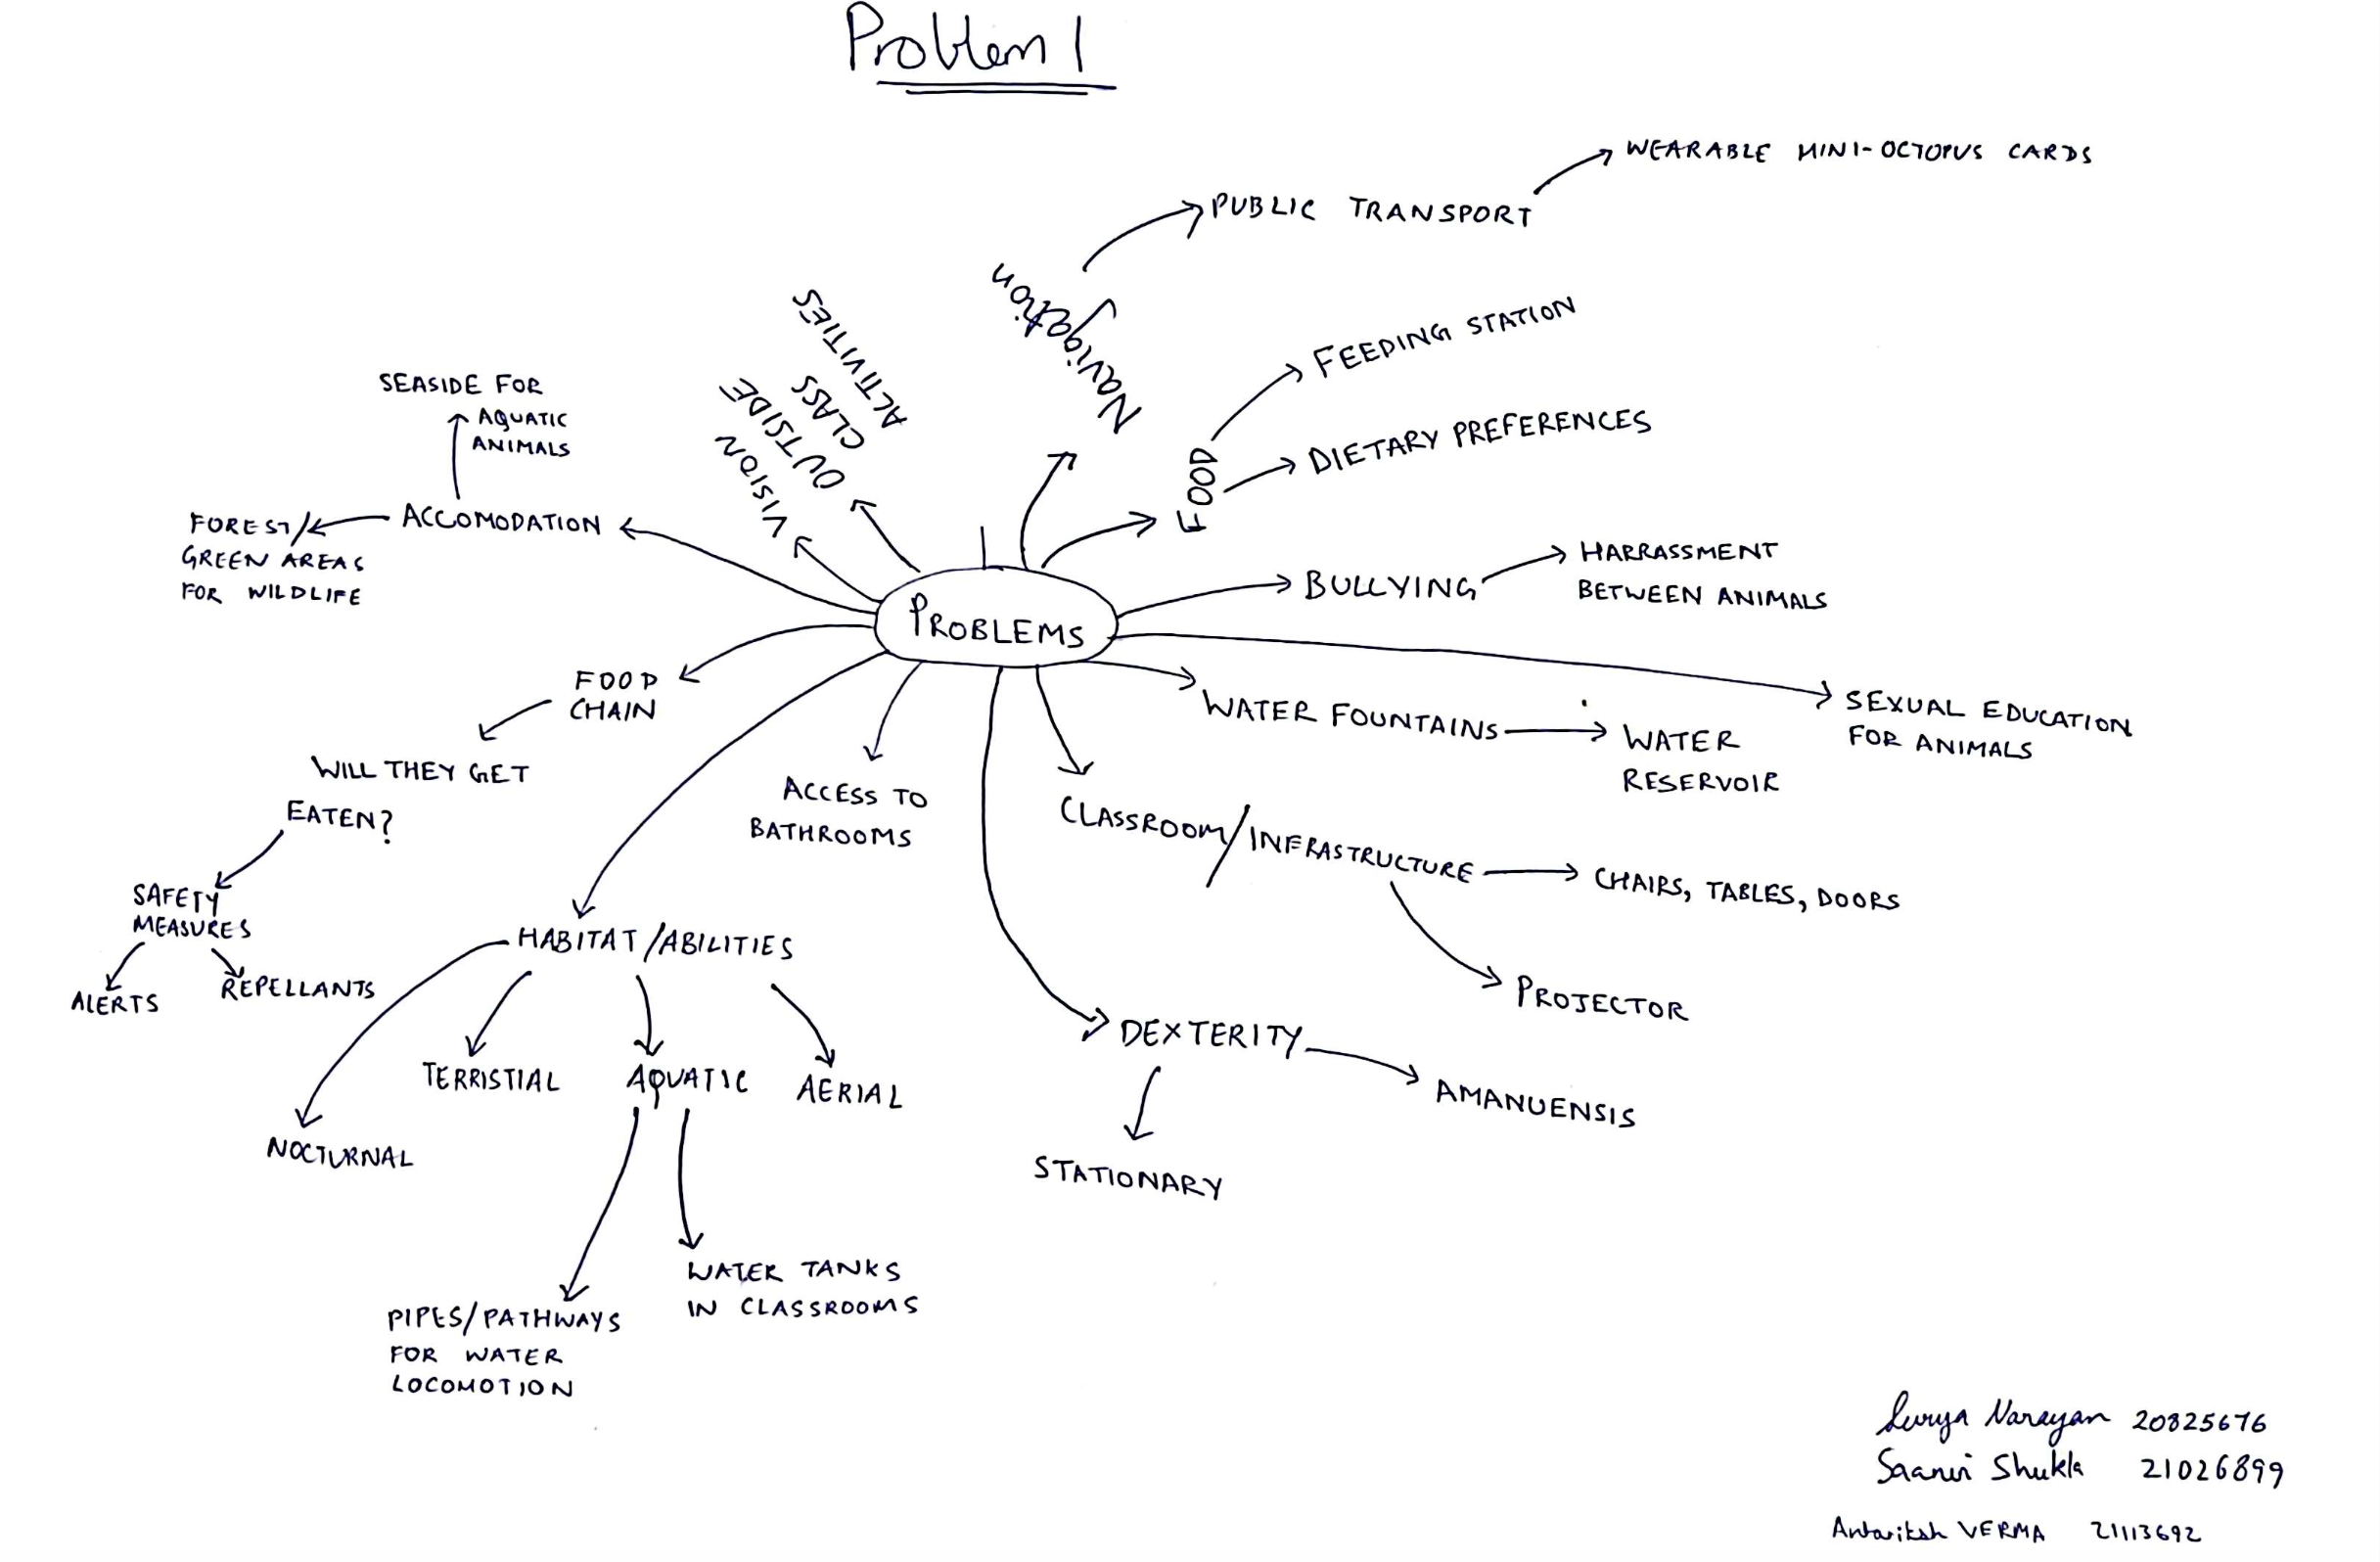 Problem 1
WEARABLE MINI-OCTOPUS CARDS
PUBLIC TRANSPORT
Navigation
ACTIVITIES
CLASS
OUTSIDE
VISION
FEEDING STATION
DIETARY PREFERENCES
FOOD
SEASIDE FOR
AQUATIC
ANIMALS
ACCOMODATION
FOREST/
GREEN AREAS
FOR WILDLIFE
HARRASSMENT
BETWEEN ANIMALS
BULLYING
PROBLEMS
FOOD
CHAIN
WILL THEY GET
EATEN?
SAFETY
MEASURES
ALERTS
REPELLANTS
ACCESS TO
BATHROOMS
WATER FOUNTAINS
WATER
RESERVOIR
SEXUAL EDUCATION
FOR ANIMALS
CLASSROOM/INFRASTRUCTURE
CHAIRS, TABLES, DOORS
PROJECTOR
HABITAT/ABILITIES
NOCTURNAL
TERRISTIAL
AQUATIC
AERIAL
DEXTERITY
AMANUENSIS
STATIONARY
WATER TANKS
IN CLASSROOMS
PIPES/PATHWAYS
FOR WATER
LOCOMOTION
Surya Narayan 20825676
Saanvi Shukla 21026899
Antariksh VERMA 21113692